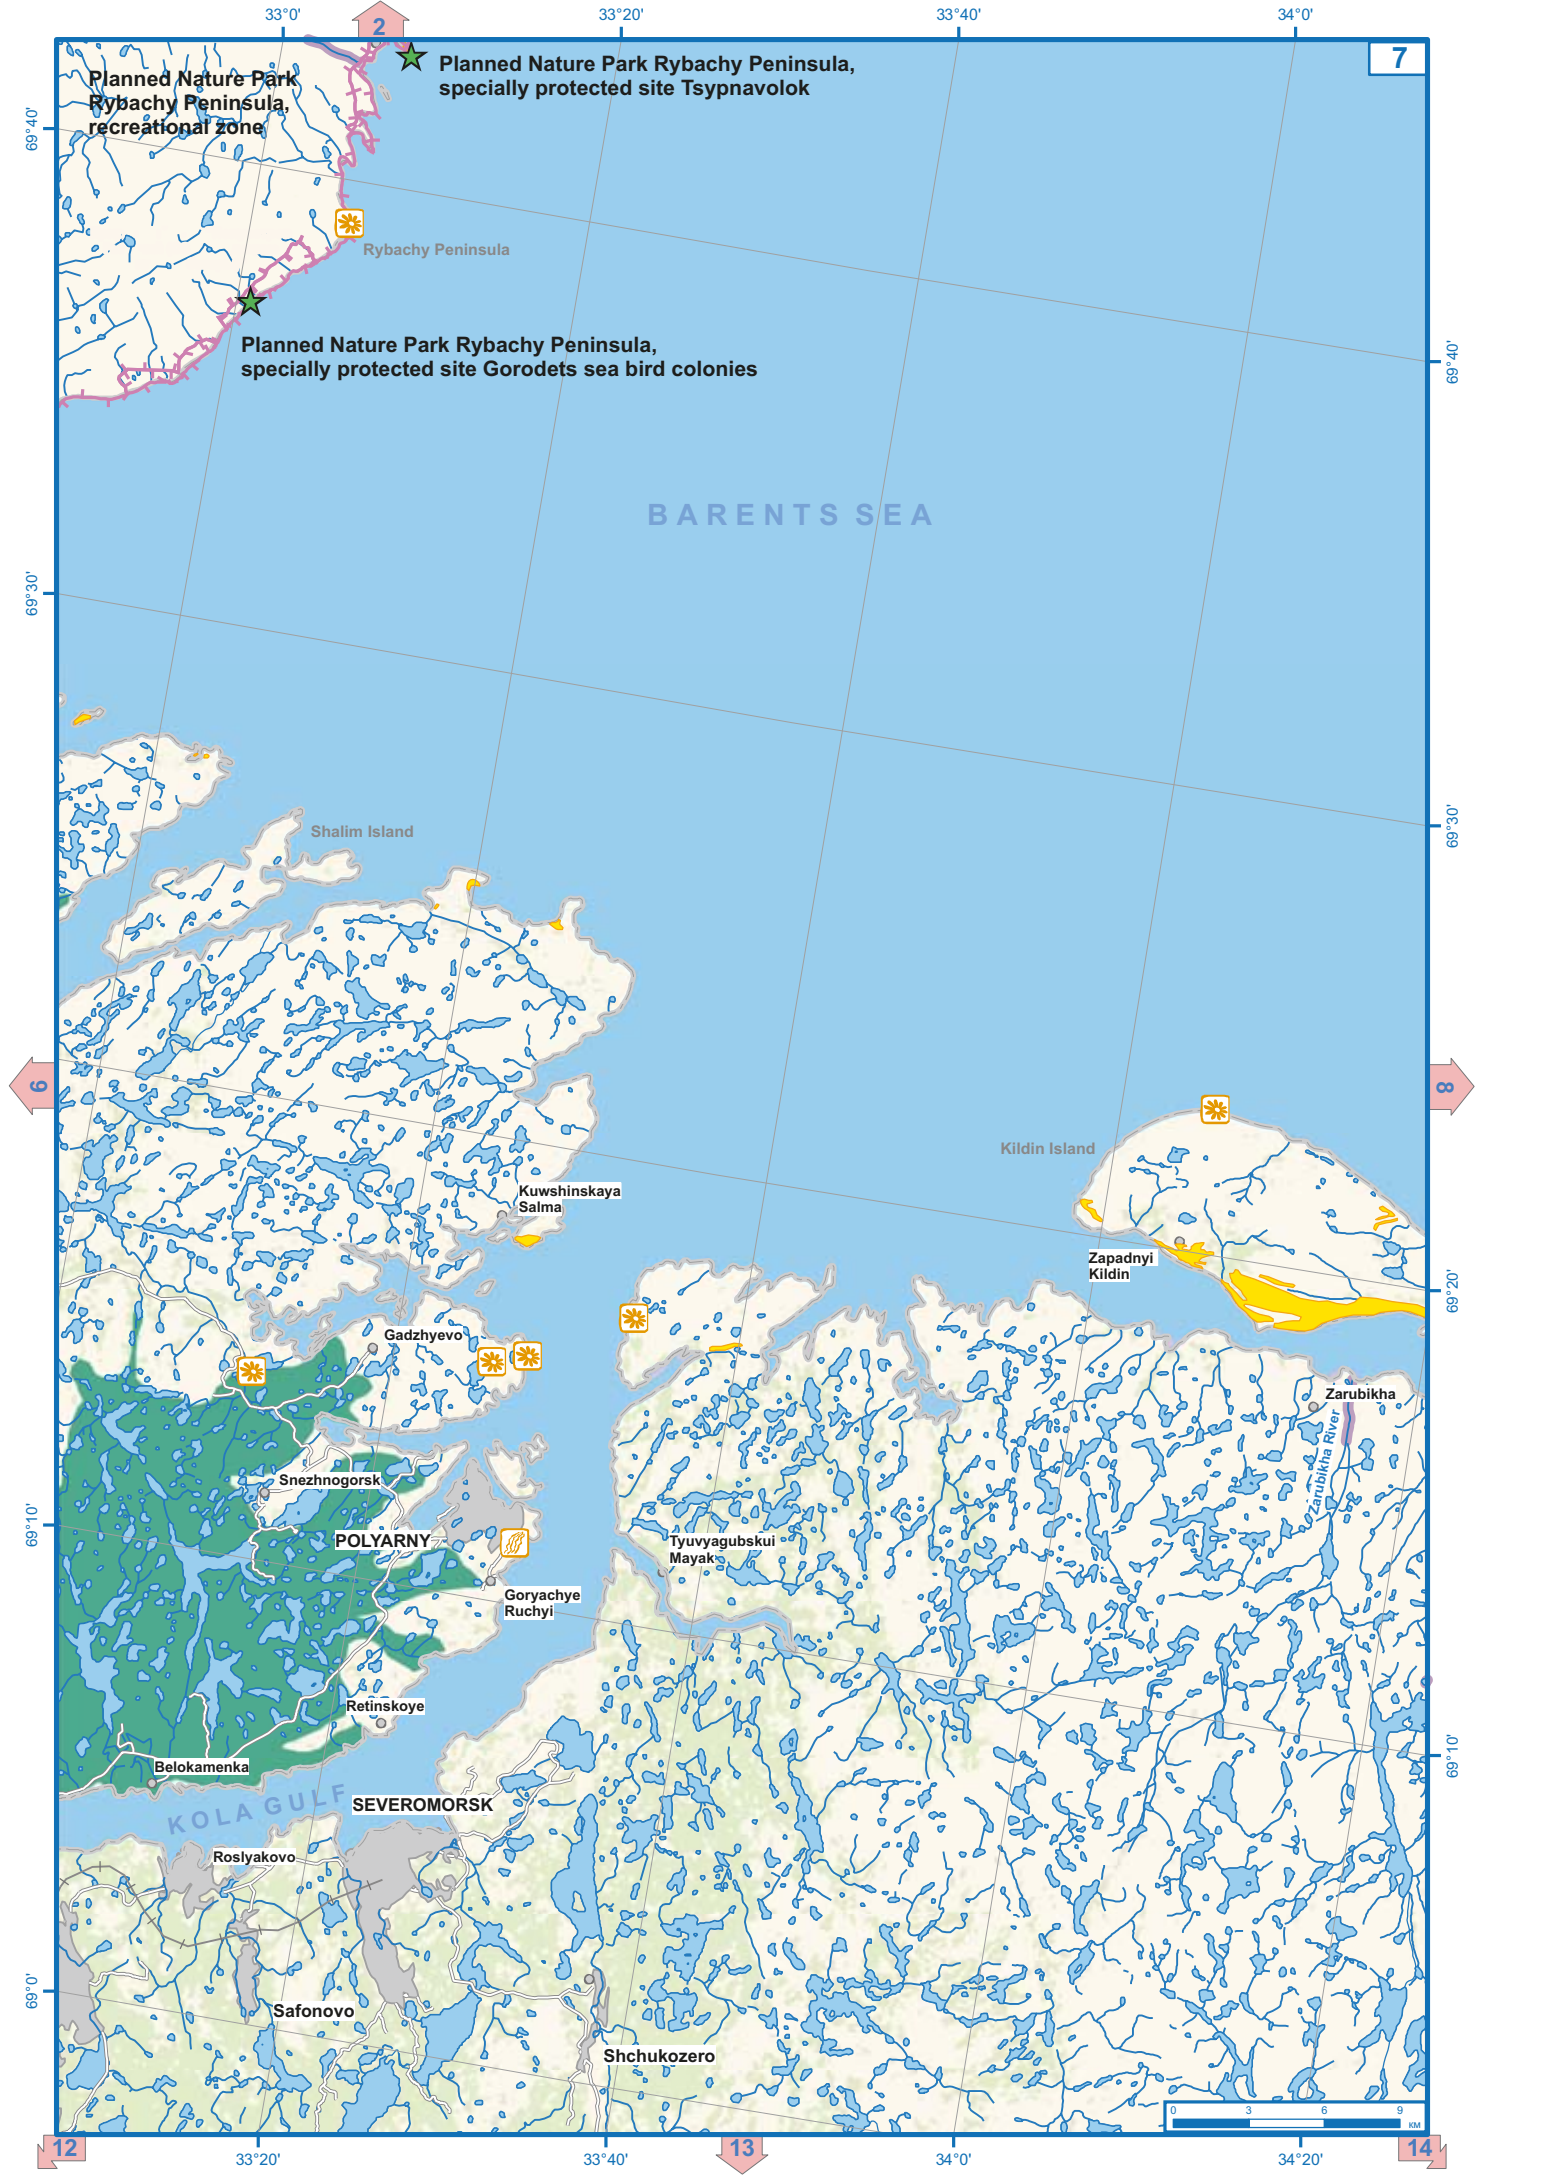 33°0'
2
33°20'
33°40'
34°0'
7
Planned Nature Park
Rybachy Peninsula,
recreational zone
Planned Nature Park Rybachy Peninsula,
specially protected site Tsypnavolok
69°40'
Rybachy Peninsula
Planned Nature Park Rybachy Peninsula,
specially protected site Gorodets sea bird colonies
69°40'
BARENTS SEA
69°30'
Shalim Island
69°30'
6
8
Kildin Island
Kuwshinskaya
Salma
Zapadnyi
Kildin
69°20'
Gadzhyevo
Zarubikha
Zarubikha River
Snezhnogorsk
69°10'
POLYARNY
Tyuvyagubskui
Mayak
Goryachye
Ruchyi
Retinskoye
69°10'
Belokamenka
KOLA GULF
SEVEROMORSK
Roslyakovo
69°0'
Safonovo
Shchukozero
0 3 6 9
км
12
33°20'
33°40'
13
34°0'
34°20'
14